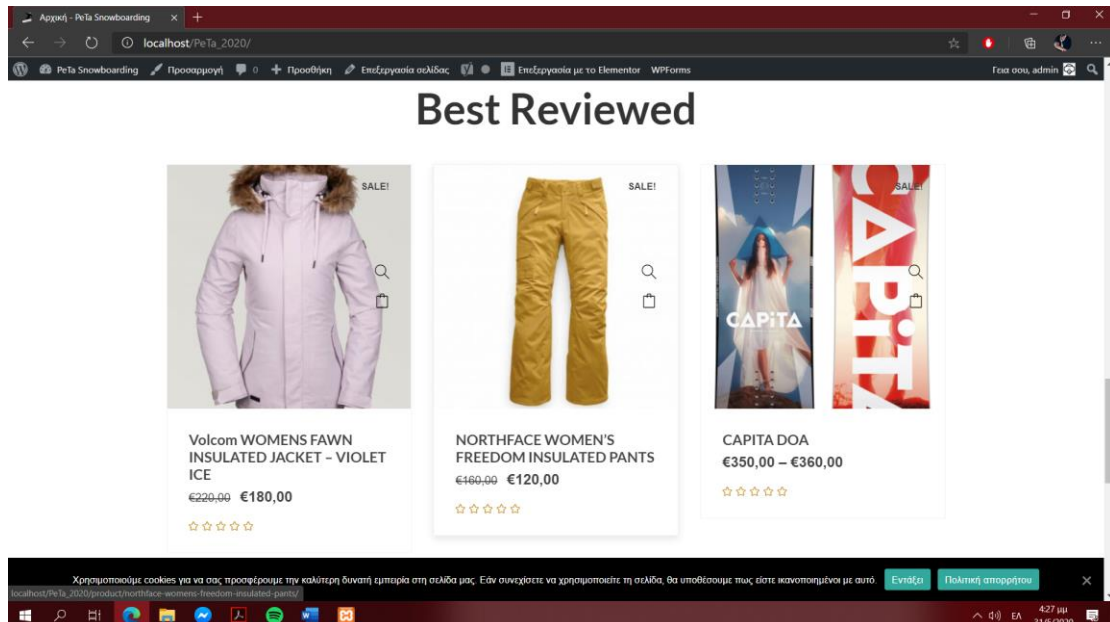 Αρχική - PeTa Snowboarding
localhost/PeTa_2020/
PeTa Snowboarding Προσαρμογή 0 Προσθήκη Επεξεργασία σελίδας Επεξεργασία με το Elementor WPForms Γεια σου, admin
Best Reviewed
SALE!
SALE!
SALE!
CAPiTA
CAPiTA
Volcom WOMENS FAWN
INSULATED JACKET – VIOLET
ICE
€220,00 €180,00
NORTHFACE WOMEN'S
FREEDOM INSULATED PANTS
€160,00 €120,00
CAPITA DOA
€350,00 – €360,00
Χρησιμοποιούμε cookies για να σας προσφέρουμε την καλύτερη δυνατή εμπειρία στη σελίδα μας. Εάν συνεχίσετε να χρησιμοποιείτε τη σελίδα, θα υποθέσουμε πως είστε ικανοποιημένοι με αυτό. Εντάξει Πολιτική απορρήτου
localhost/PeTa_2020/product/northface-womens-freedom-insulated-pants/
ΕΛ
4:27 μμ
31/5/2020